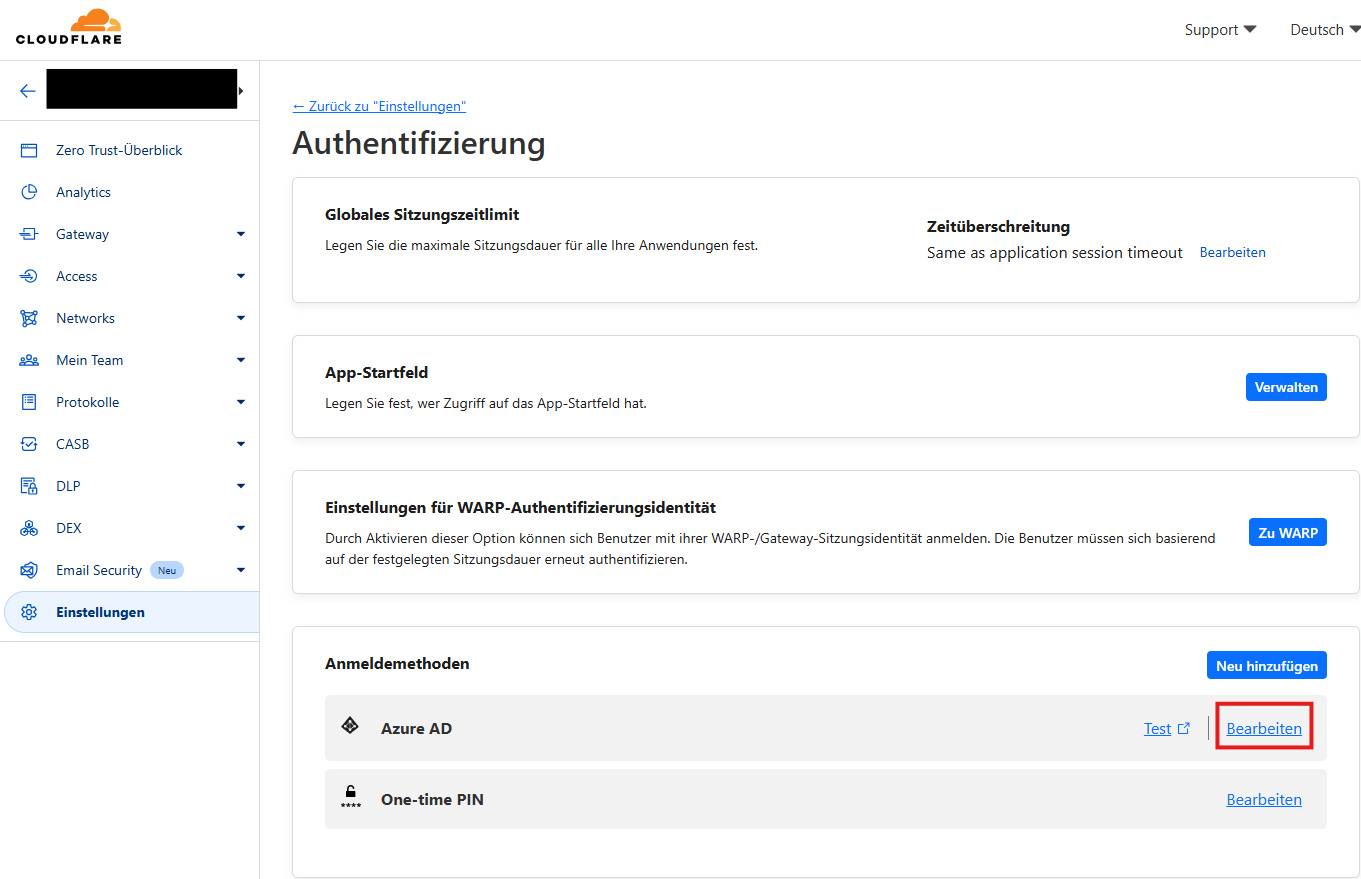 CLOUDFLARE
Support
Deutsch
Zero Trust-Überblick
Analytics
Gateway
Access
Networks
Mein Team
Protokolle
CASB
DLP
DEX
Email Security Neu
Einstellungen
← Zurück zu "Einstellungen"
Authentifizierung
Globales Sitzungszeitlimit
Legen Sie die maximale Sitzungsdauer für alle Ihre Anwendungen fest.
Zeitüberschreitung
Same as application session timeout Bearbeiten
App-Startfeld
Legen Sie fest, wer Zugriff auf das App-Startfeld hat.
Verwalten
Einstellungen für WARP-Authentifizierungsidentität
Durch Aktivieren dieser Option können sich Benutzer mit ihrer WARP-/Gateway-Sitzungsidentität anmelden. Die Benutzer müssen sich basierend
auf der festgelegten Sitzungsdauer erneut authentifizieren.
Zu WARP
Anmeldemethoden
Neu hinzufügen
Azure AD
Test
Bearbeiten
One-time PIN
Bearbeiten